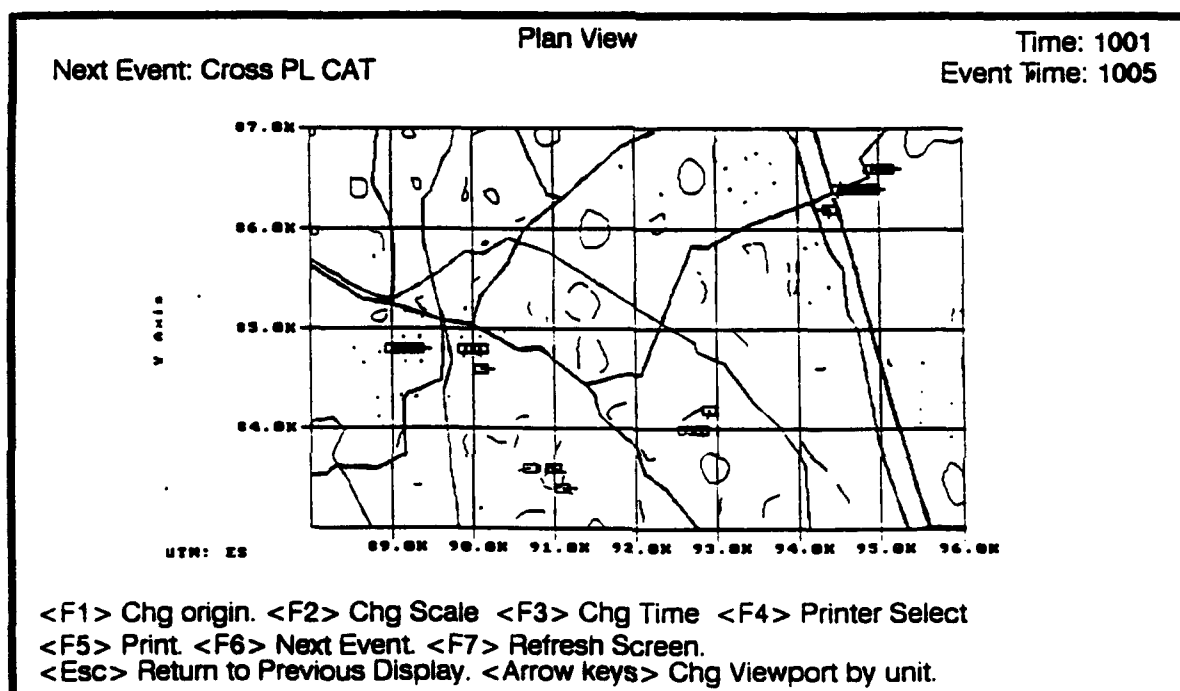 Plan View
Time: 1001
Next Event: Cross PL CAT
Event Time: 1005
87.0K
86.0K
85.0K
84.0K
Y Axis
UTM: ES
89.0K 90.0K 91.0K 92.0K 93.0K 94.0K 95.0K 96.0K
<F1> Chg origin. <F2> Chg Scale <F3> Chg Time <F4> Printer Select
<F5> Print. <F6> Next Event. <F7> Refresh Screen.
<Esc> Return to Previous Display. <Arrow keys> Chg Viewport by unit.